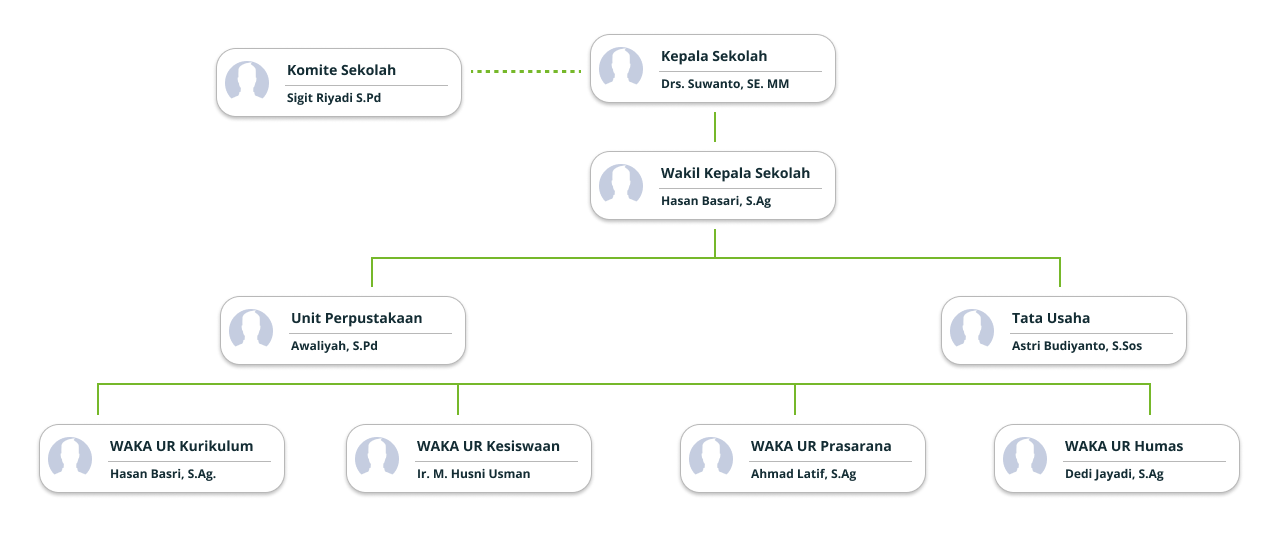 Komite Sekolah
Sigit Riyadi S.Pd
Kepala Sekolah
Drs. Suwanto, SE. MM
Wakil Kepala Sekolah
Hasan Basari, S.Ag
Unit Perpustakaan
Awaliyah, S.Pd
Tata Usaha
Astri Budiyanto, S.Sos
WAKA UR Kurikulum
Hasan Basri, S.Ag.
WAKA UR Kesiswaan
Ir. M. Husni Usman
WAKA UR Prasarana
Ahmad Latif, S.Ag
WAKA UR Humas
Dedi Jayadi, S.Ag